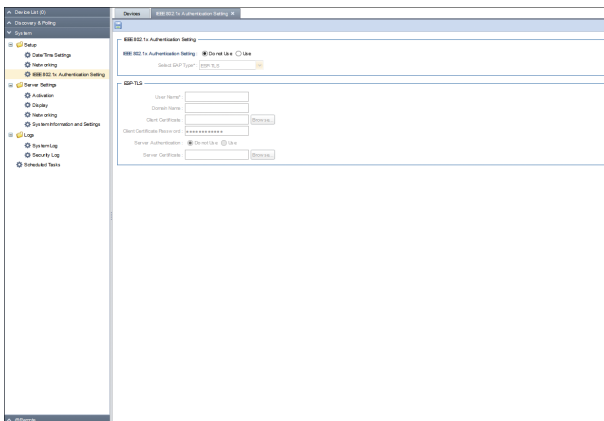 Device List (0)
Discovery & Polling
System
Setup
Date/Time Settings
Networking
IEEE 802.1x Authentication Setting
Server Settings
Activation
Display
Networking
System Information and Settings
Logs
System Log
Security Log
Scheduled Tasks
@Remote
Devices
IEEE 802.1x Authentication Setting ×
IEEE 802.1x Authentication Setting
IEEE 802.1x Authentication Setting: Do not Use Use
Select EAP Type*: EAP-TLS
EAP-TLS
User Name*:
Domain Name:
Client Certificate: Browse...
Client Certificate Password: ************
Server Authentication: Do not Use Use
Server Certificate: Browse...